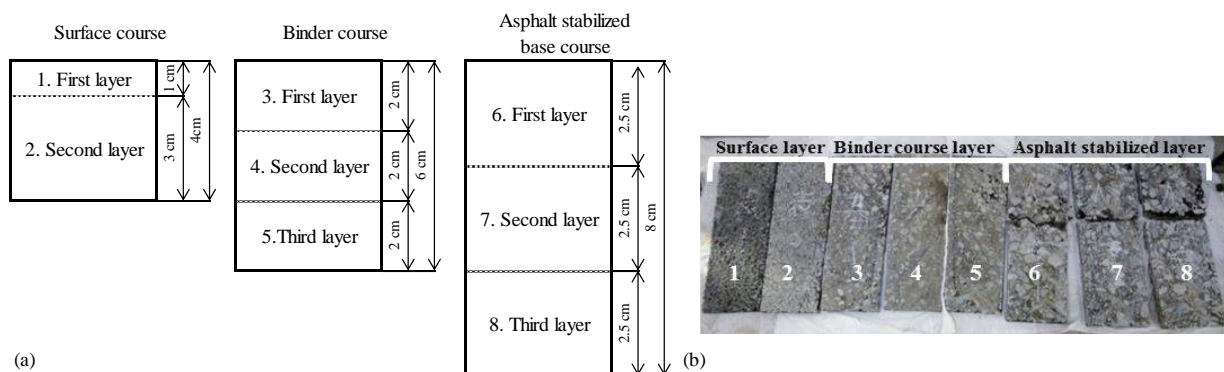 Surface course
1. First layer
2. Second layer
1 cm
3 cm
4cm
Binder course
3. First layer
4. Second layer
5.Third layer
2 cm
2 cm
2 cm
6 cm
Asphalt stabilized
base course
6. First layer
7. Second layer
8. Third layer
2.5 cm
2.5 cm
2.5 cm
8 cm
(a)
Surface layer Binder course layer Asphalt stabilized layer
1 2 3 4 5 6 7 8
(b)